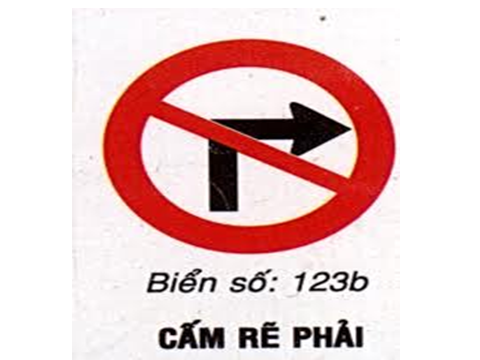 Biển số: 123b
CẤM RẼ PHẢI